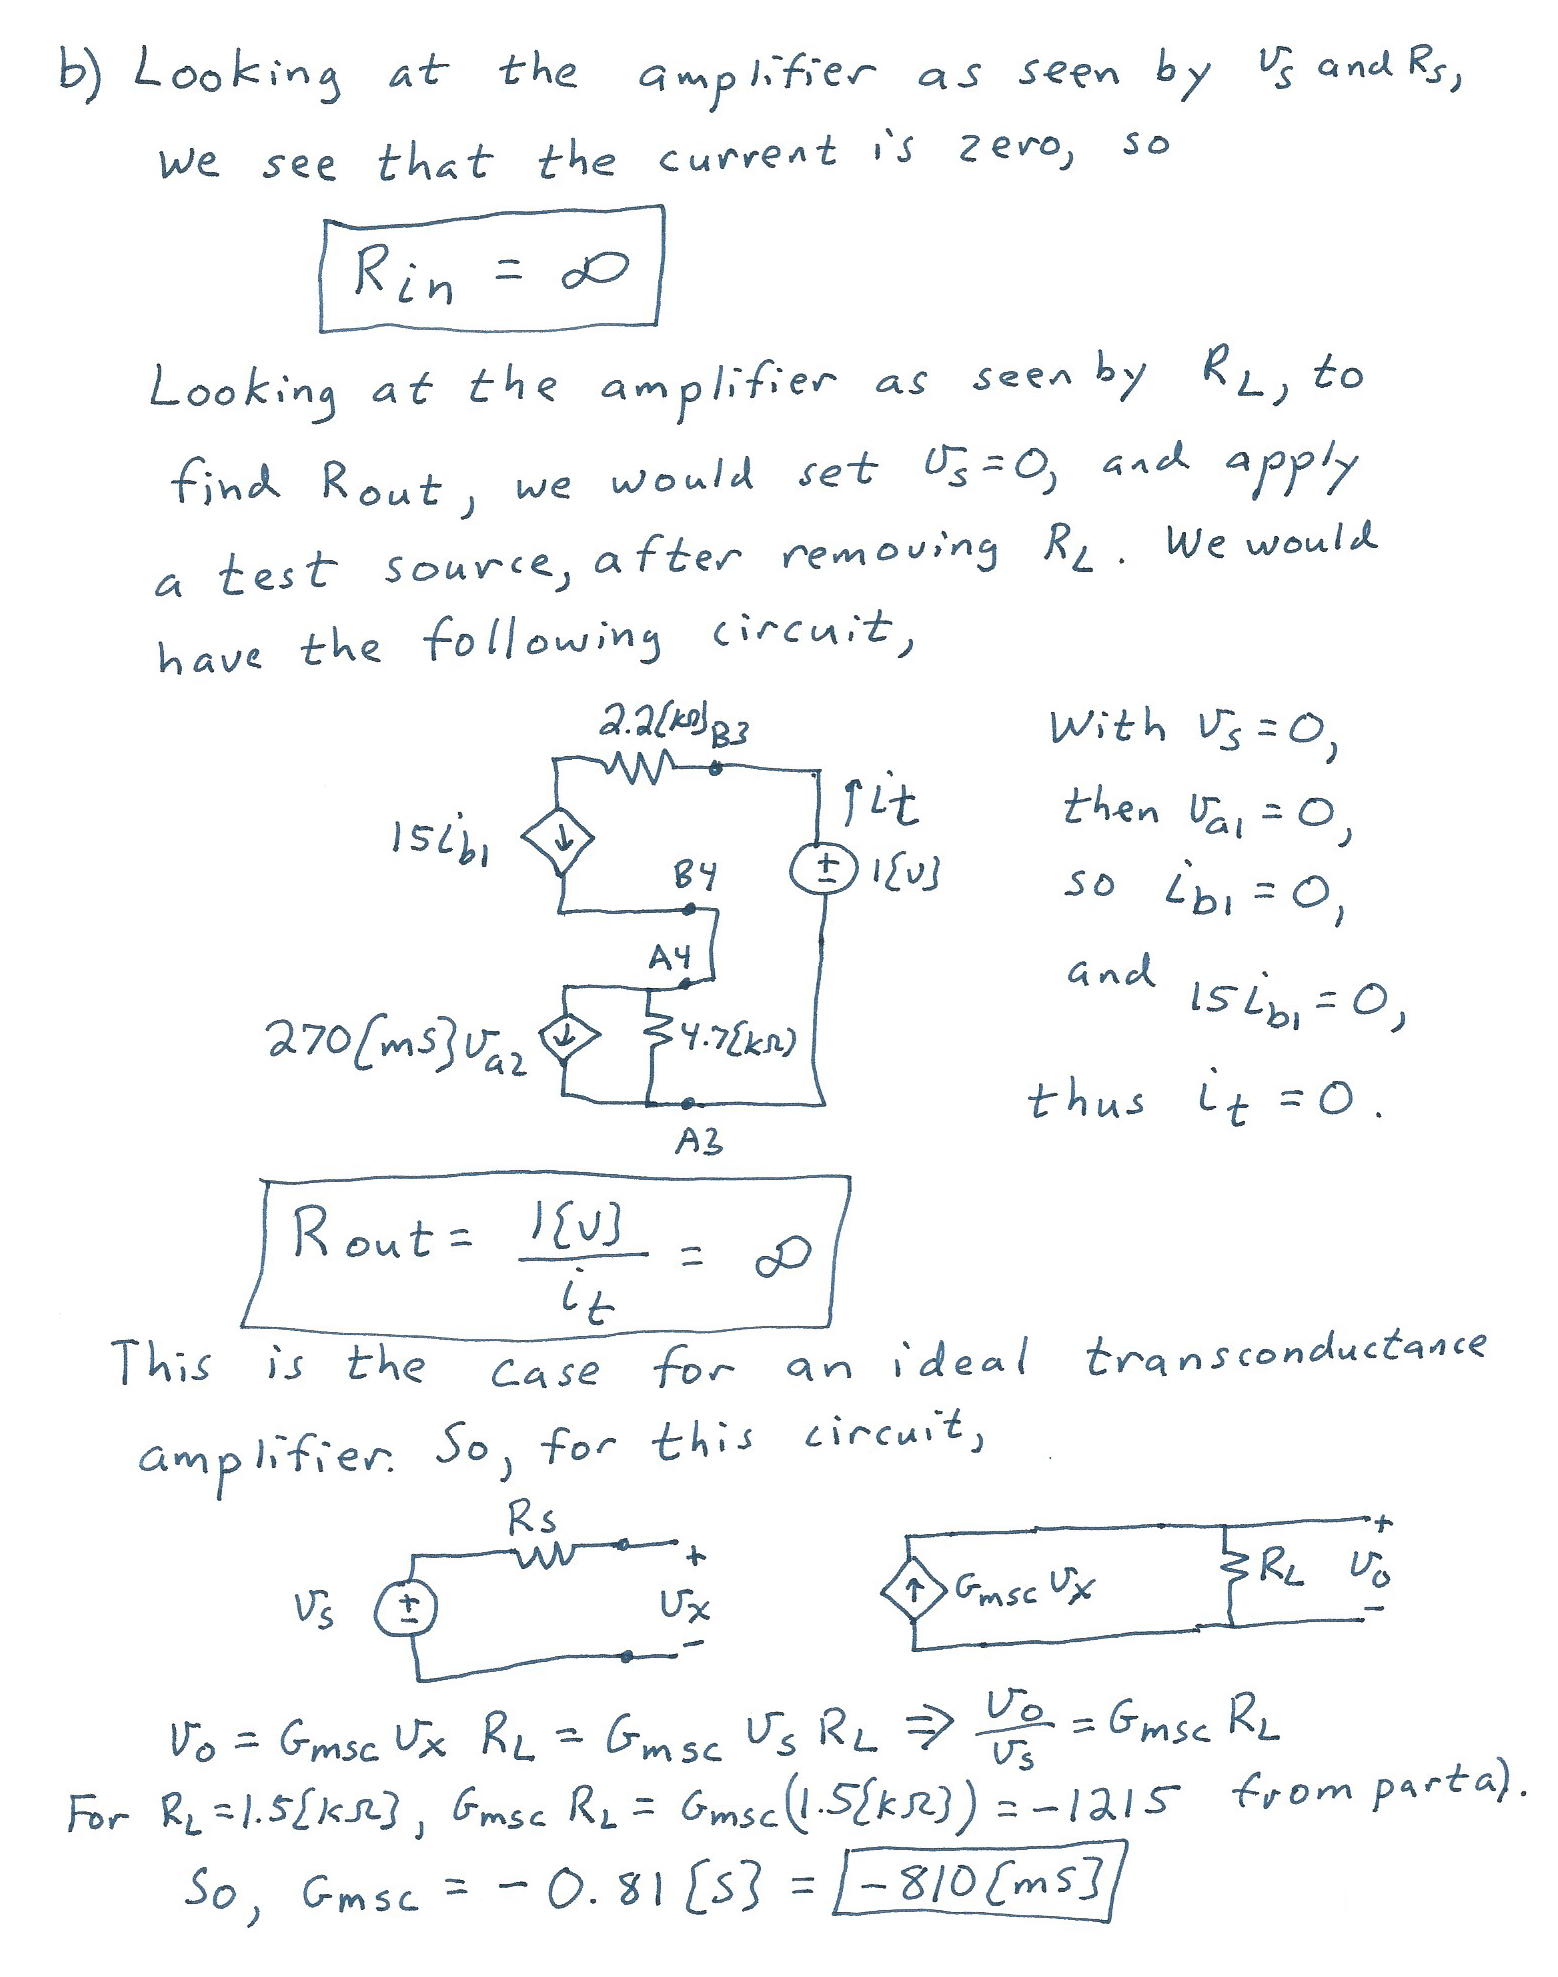 b) Looking at the amplifier as seen by vs and Rs,
we see that the current is zero, so
Rin = ∞
Looking at the amplifier as seen by RL, to
find Rout, we would set vs=0, and apply
a test source, after removing RL. We would
have the following circuit,
2.2[kΩ] B3
With vs=0,
↑it
then va1=0,
15ib1
B4
1[V]
so ib1=0,
A4
and 15ib1=0,
270[mS]va2
4.7[kΩ]
thus it=0.
A3
Rout = 1[V]/it = ∞
This is the case for an ideal transconductance
amplifier. So, for this circuit,
Rs
+
+
vs
vx
Gmsc vx
RL
vo
-
-
vo = Gmsc vx RL = Gmsc vs RL ⇒ vo/vs = Gmsc RL
For RL=1.5[kΩ], Gmsc RL = Gmsc(1.5[kΩ]) = -1215 from part a).
So, Gmsc = -0.81[S] = -810[mS]